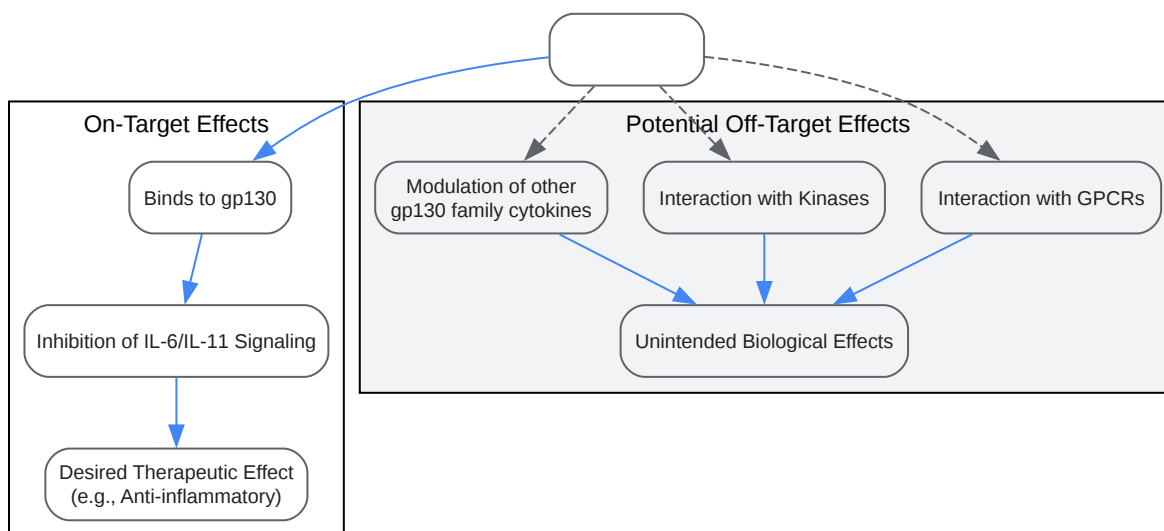 On-Target Effects
Potential Off-Target Effects
Binds to gp130
Modulation of other
gp130 family cytokines
Interaction with Kinases
Interaction with GPCRs
Inhibition of IL-6/IL-11 Signaling
Unintended Biological Effects
Desired Therapeutic Effect
(e.g., Anti-inflammatory)